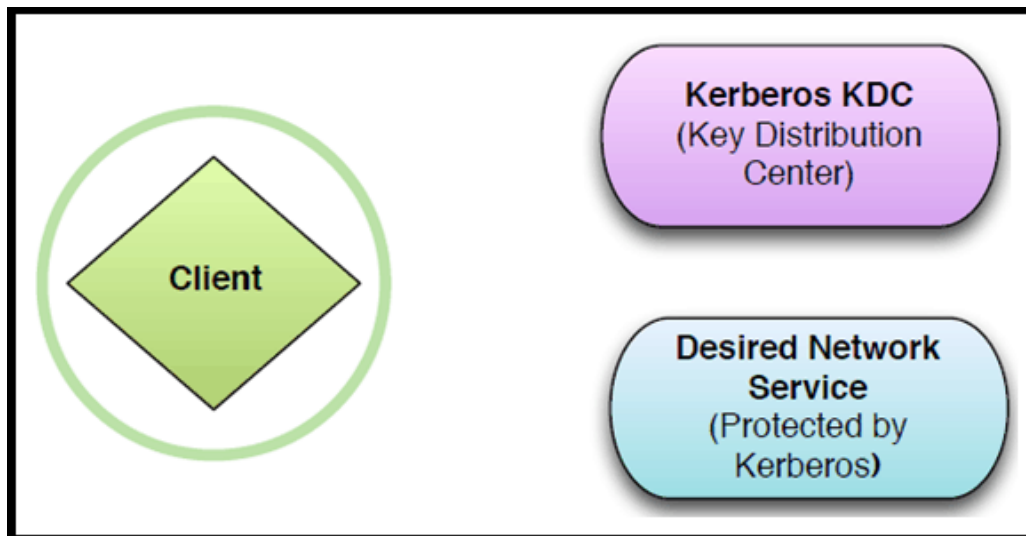 Kerberos KDC
(Key Distribution
Center)
Client
Desired Network
Service
(Protected by
Kerberos)